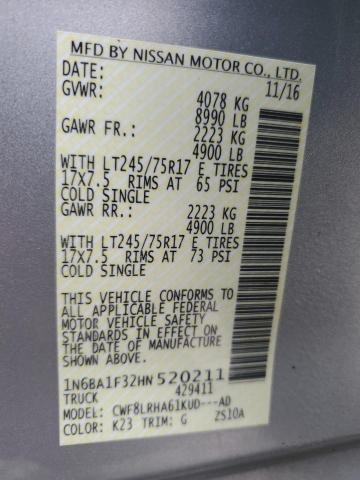 MFD BY NISSAN MOTOR CO., LTD.
DATE: 11/16
GVWR: 4078 KG
8990 LB
GAWR FR.: 2223 KG
4900 LB
WITH LT245/75R17 E TIRES
17X7.5 RIMS AT 65 PSI
COLD SINGLE
GAWR RR.: 2223 KG
4900 LB
WITH LT245/75R17 E TIRES
17X7.5 RIMS AT 73 PSI
COLD SINGLE
THIS VEHICLE CONFORMS TO
ALL APPLICABLE FEDERAL
MOTOR VEHICLE SAFETY
STANDARDS IN EFFECT ON
THE DATE OF MANUFACTURE
SHOWN ABOVE.
1N6BA1F32HN520211
TRUCK 429411
MODEL: CWF8LRHA61KUD---AD
COLOR: K23 TRIM: G ZS10A